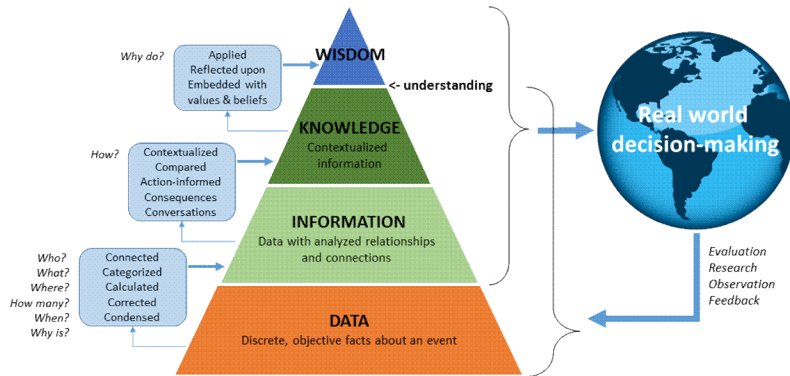 WISDOM
Why do?
Applied
Reflected upon
Embedded with
values & beliefs
<- understanding
KNOWLEDGE
Contextualized
information
How?
Contextualized
Compared
Action-informed
Consequences
Conversations
INFORMATION
Data with analyzed relationships
and connections
Who?
What?
Where?
How many?
When?
Why is?
Connected
Categorized
Calculated
Corrected
Condensed
DATA
Discrete, objective facts about an event
Real world
decision-making
Evaluation
Research
Observation
Feedback